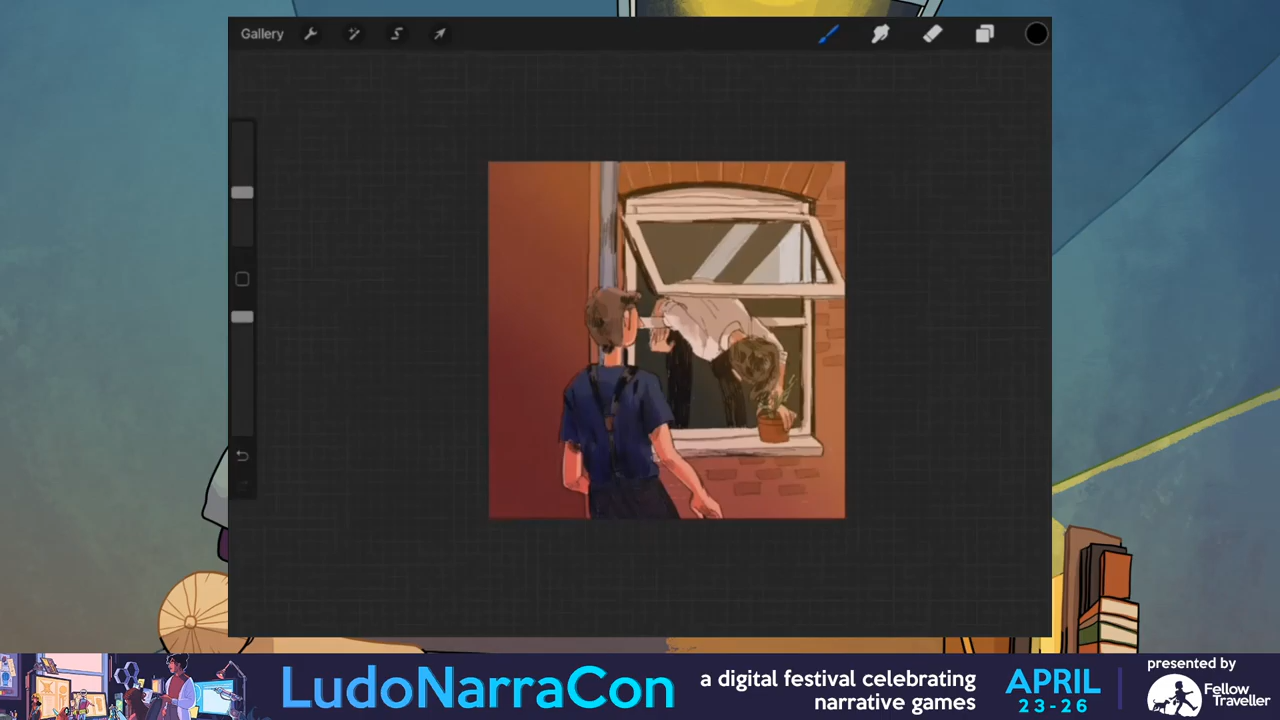 Gallery
LudoNarraCon
a digital festival celebrating
narrative games
APRIL
23-26
presented by
Fellow
Traveller